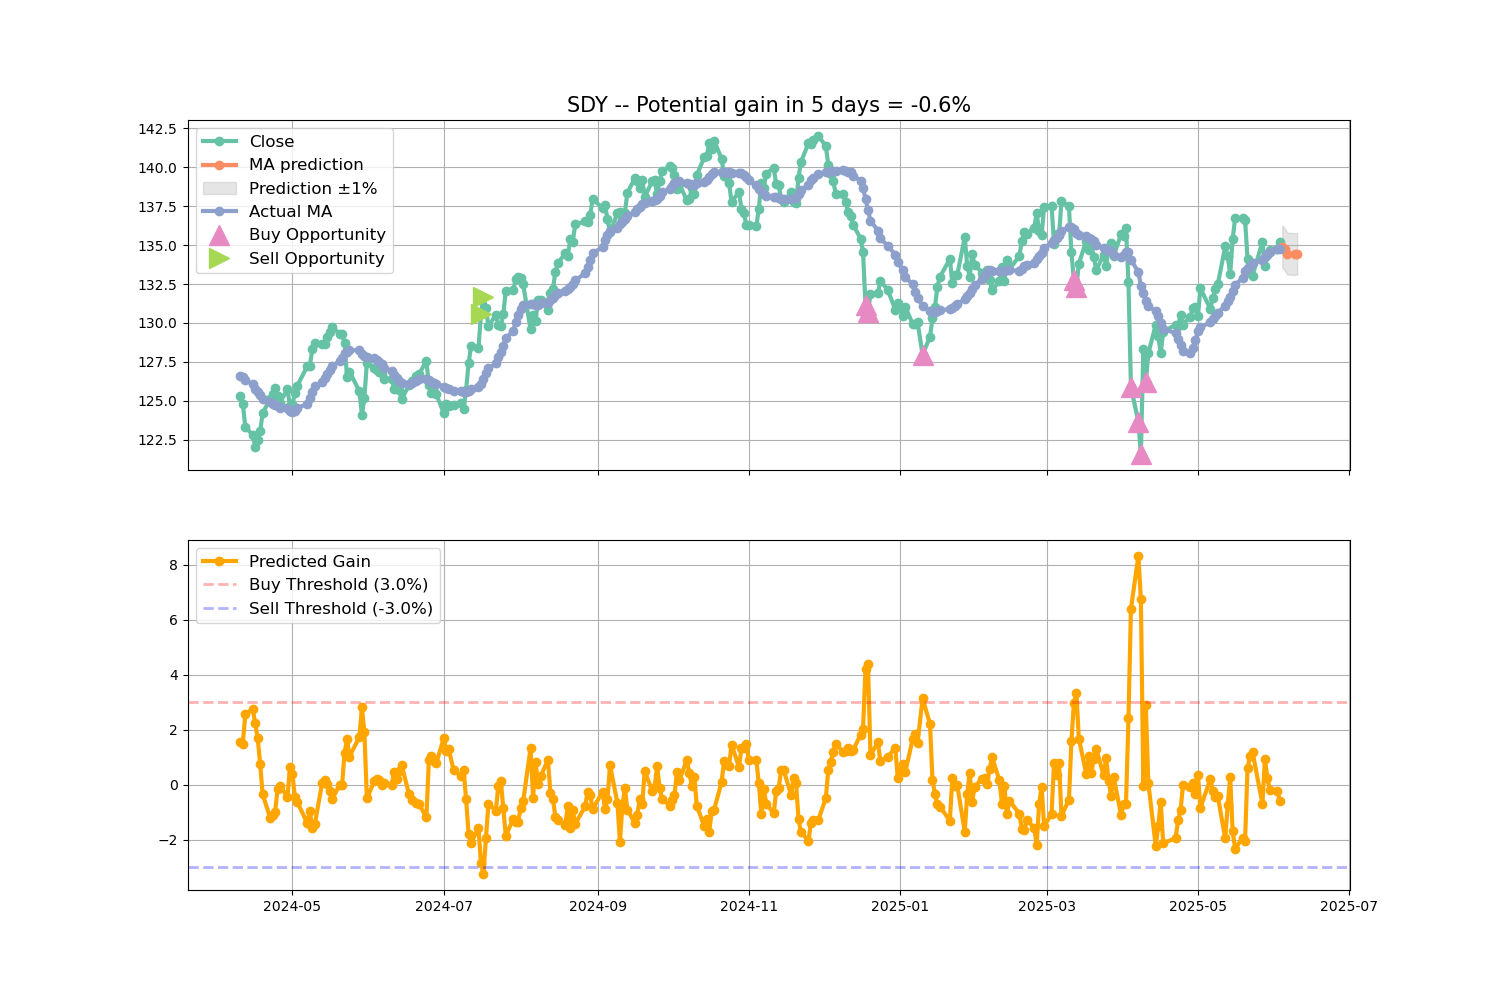 SDY -- Potential gain in 5 days = -0.6%
142.5
140.0
137.5
135.0
132.5
130.0
127.5
125.0
122.5
Close
MA prediction
Prediction ±1%
Actual MA
Buy Opportunity
Sell Opportunity
8
6
4
2
0
−2
Predicted Gain
Buy Threshold (3.0%)
Sell Threshold (-3.0%)
2024-05
2024-07
2024-09
2024-11
2025-01
2025-03
2025-05
2025-07